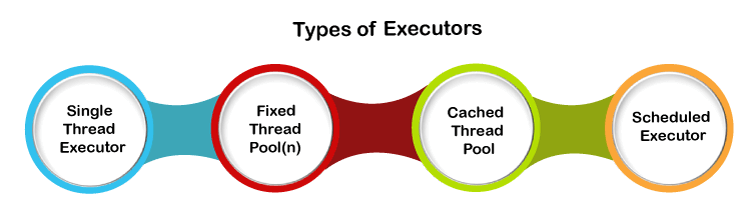 Types of Executors
Single
Thread
Executor
Fixed
Thread
Pool(n)
Cached
Thread
Pool
Scheduled
Executor